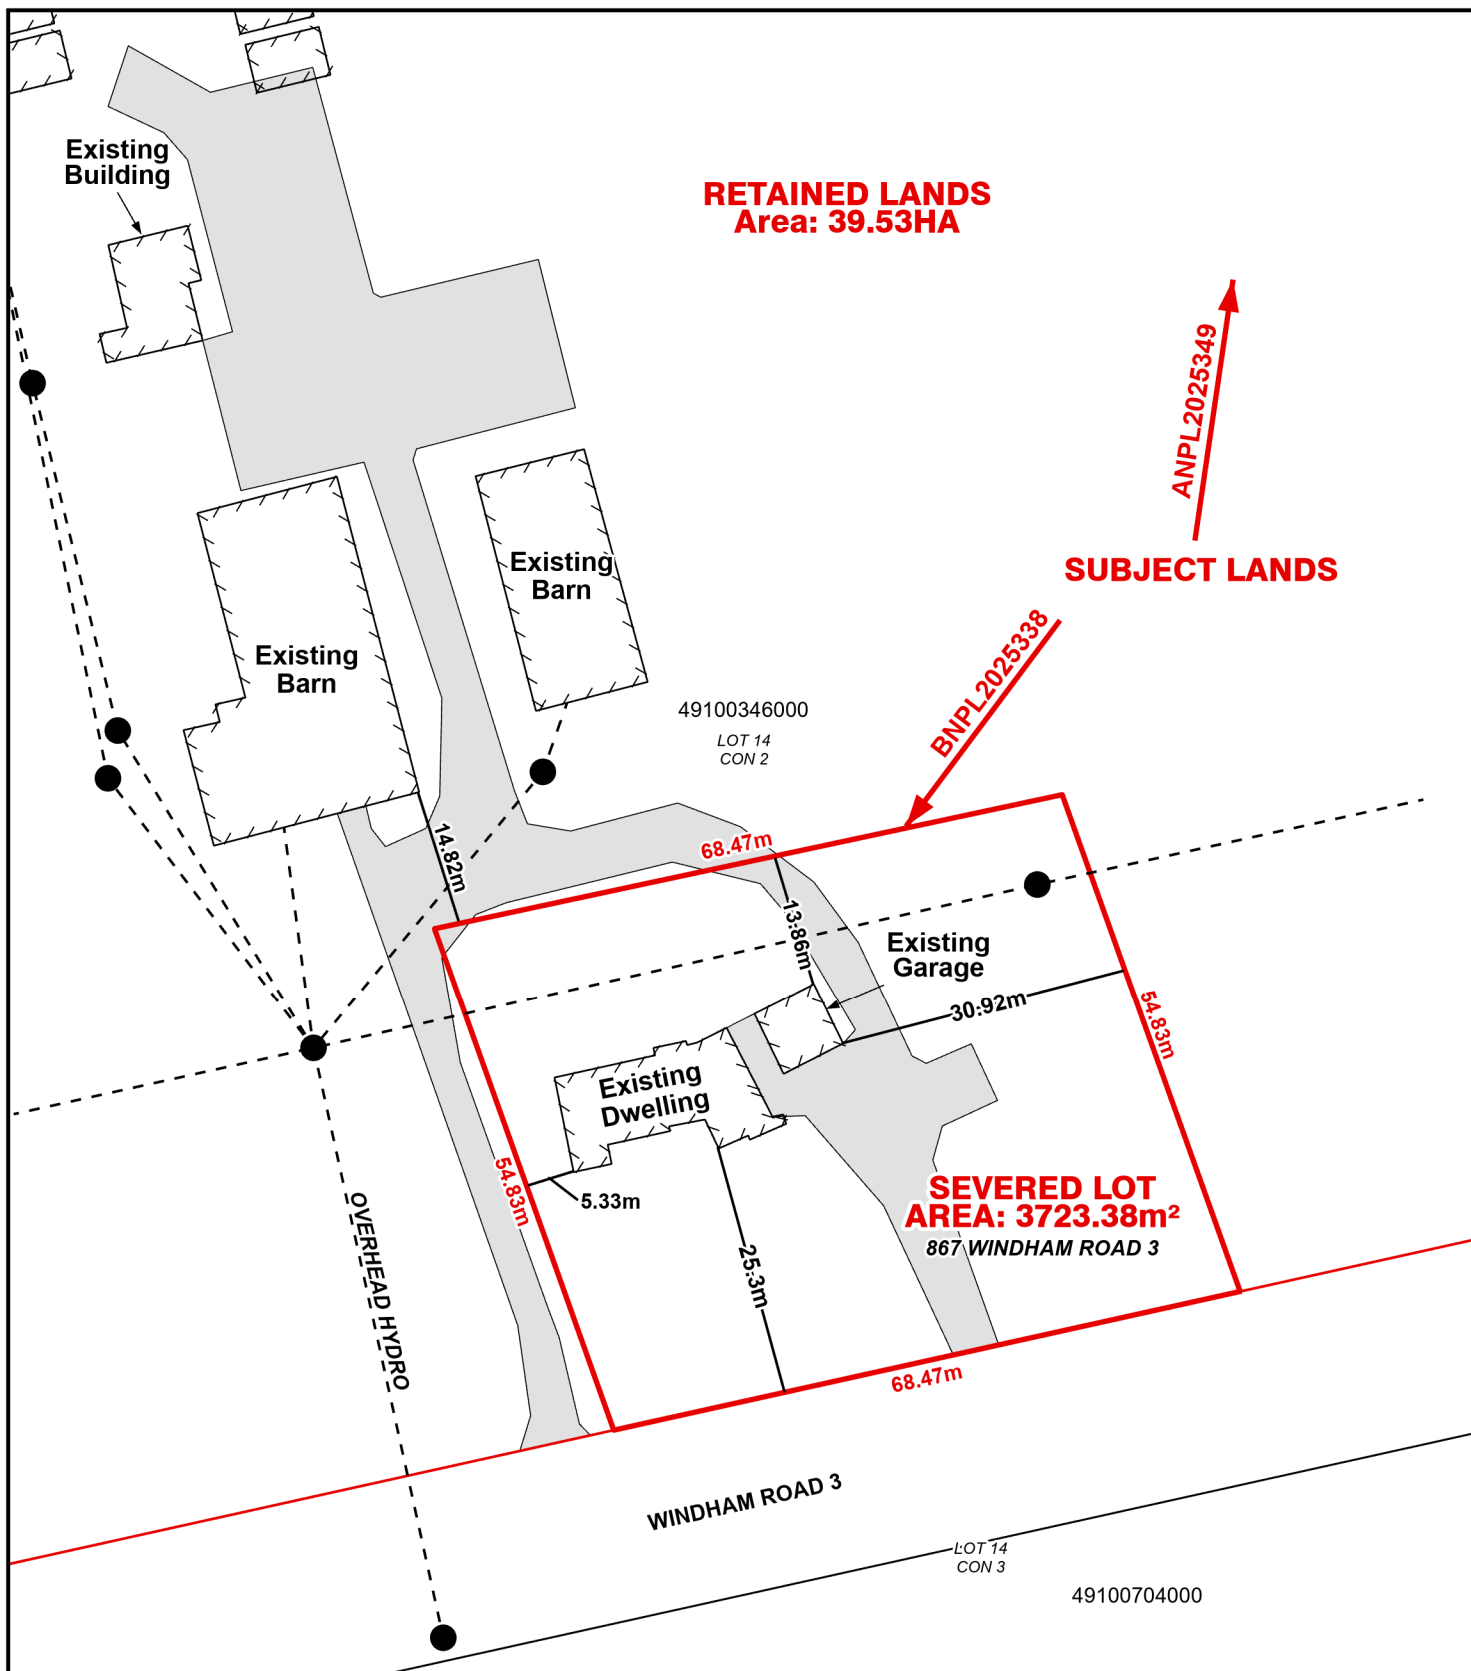 Existing
Building
RETAINED LANDS
Area: 39.53HA
ANPL2025349
SUBJECT LANDS
BNPL2025338
Existing
Barn
Existing
Barn
49100346000
LOT 14
CON 2
14.82m
68.47m
13.86m
Existing
Garage
30.92m
54.83m
Existing
Dwelling
54.83m
5.33m
25.3m
SEVERED LOT
AREA: 3723.38m²
867 WINDHAM ROAD 3
OVERHEAD HYDRO
68.47m
WINDHAM ROAD 3
LOT 14
CON 3
49100704000